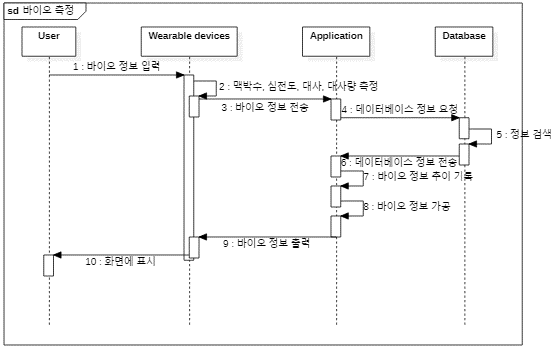 sd 바이오 측정
User
Wearable devices
Application
Database
1 : 바이오 정보 입력
2 : 맥박수, 심전도, 대사, 대사량 측정
3 : 바이오 정보 전송
4 : 데이터베이스 정보 요청
5 : 정보 검색
6 : 데이터베이스 정보 전송
7 : 바이오 정보 추이 기록
8 : 바이오 정보 가공
9 : 바이오 정보 출력
10 : 화면에 표시